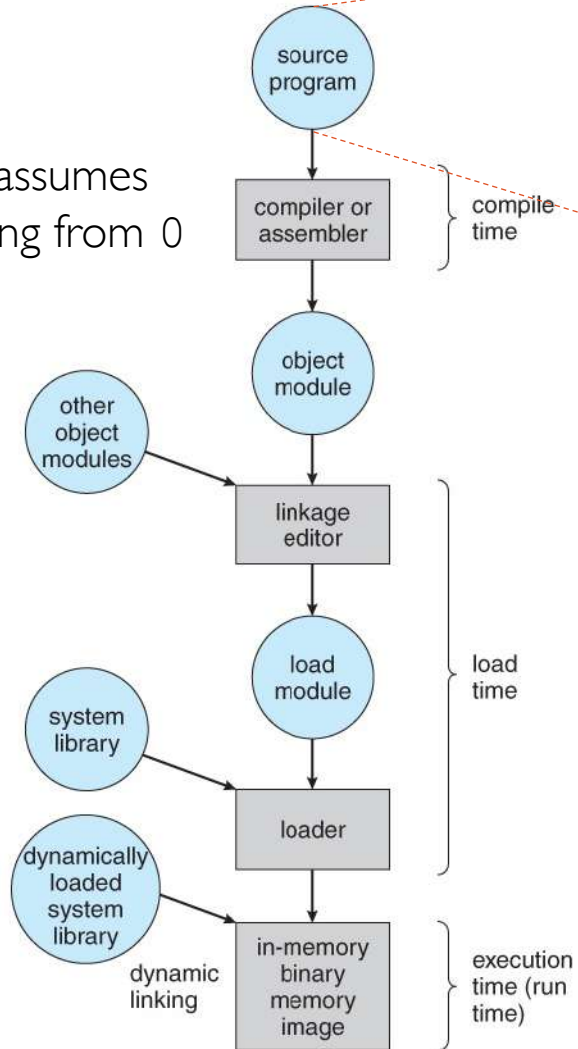 source
program
assumes
ng from 0
compiler or
assembler
compile
time
object
module
other
object
modules
linkage
editor
load
module
load
time
system
library
loader
dynamically
loaded
system
library
dynamic
linking
in-memory
binary
memory
image
execution
time (run
time)